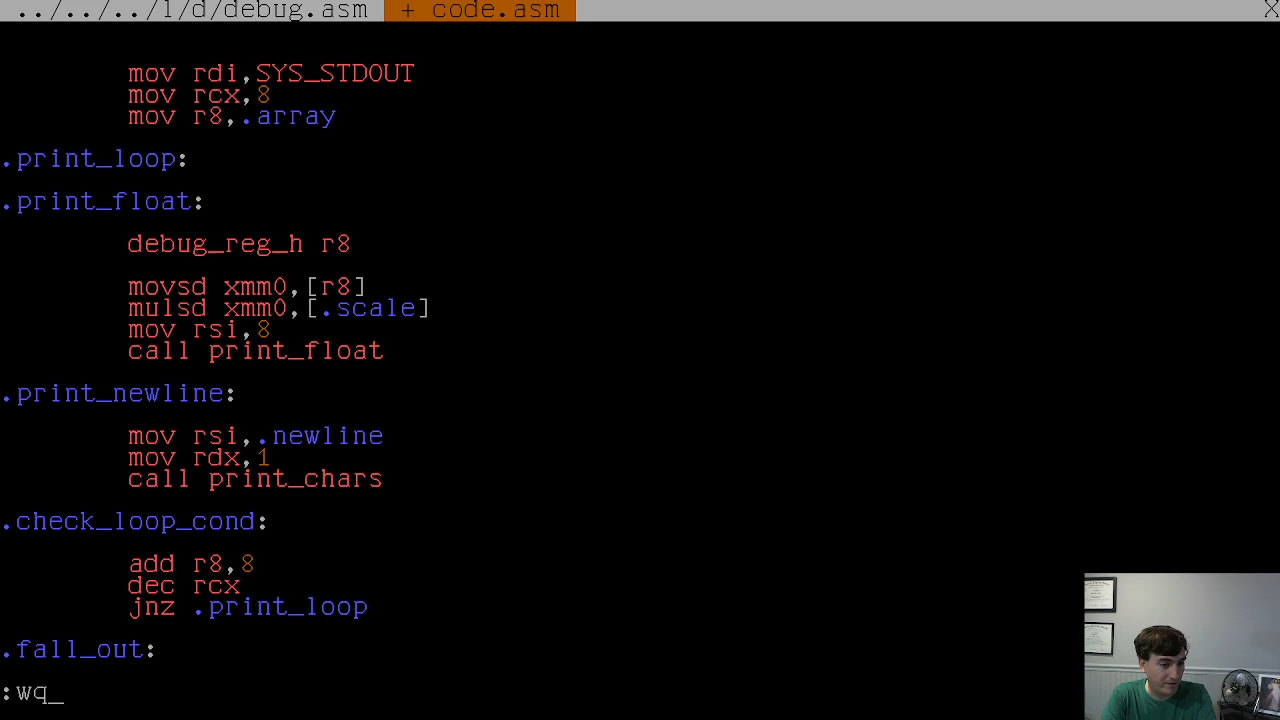 ../../../l/d/debug.asm + code.asm X
mov rdi,SYS_STDOUT
mov rcx,8
mov r8,.array
.print_loop:
.print_float:
debug_reg_h r8
movsd xmm0,[r8]
mulsd xmm0,[.scale]
mov rsi,8
call print_float
.print_newline:
mov rsi,.newline
mov rdx,1
call print_chars
.check_loop_cond:
add r8,8
dec rcx
jnz .print_loop
.fall_out:
:wq_